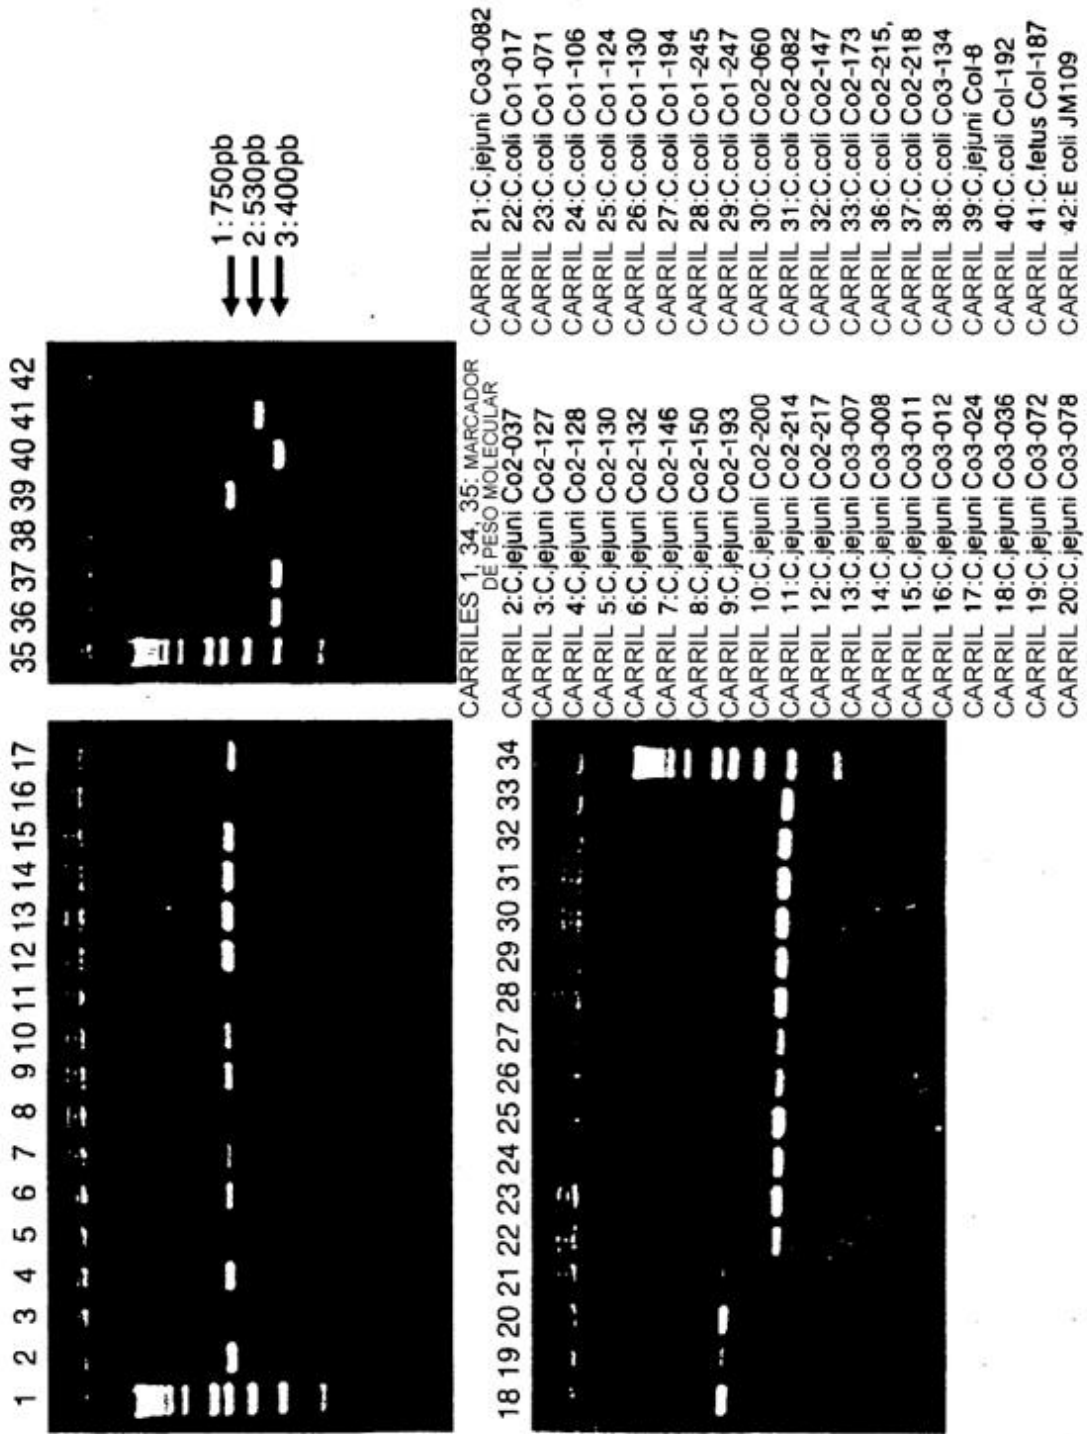 1 2 3 4 5 6 7 8 9 10 11 12 13 14 15 16 17
35 36 37 38 39 40 41 42
1:750pb
2:530pb
3:400pb
18 19 20 21 22 23 24 25 26 27 28 29 30 31 32 33 34
CARRILES 1, 34, 35: MARCADOR
DE PESO MOLECULAR
CARRIL 2:C.jejuni Co2-037
CARRIL 3:C.jejuni Co2-127
CARRIL 4:C.jejuni Co2-128
CARRIL 5:C.jejuni Co2-130
CARRIL 6:C.jejuni Co2-132
CARRIL 7:C.jejuni Co2-146
CARRIL 8:C.jejuni Co2-150
CARRIL 9:C.jejuni Co2-193
CARRIL 10:C.jejuni Co2-200
CARRIL 11:C.jejuni Co2-214
CARRIL 12:C.jejuni Co2-217
CARRIL 13:C.jejuni Co3-007
CARRIL 14:C.jejuni Co3-008
CARRIL 15:C.jejuni Co3-011
CARRIL 16:C.jejuni Co3-012
CARRIL 17:C.jejuni Co3-024
CARRIL 18:C.jejuni Co3-036
CARRIL 19:C.jejuni Co3-072
CARRIL 20:C.jejuni Co3-078
CARRIL 21:C.jejuni Co3-082
CARRIL 22:C.coli Co1-017
CARRIL 23:C.coli Co1-071
CARRIL 24:C.coli Co1-106
CARRIL 25:C.coli Co1-124
CARRIL 26:C.coli Co1-130
CARRIL 27:C.coli Co1-194
CARRIL 28:C.coli Co1-245
CARRIL 29:C.coli Co1-247
CARRIL 30:C.coli Co2-060
CARRIL 31:C.coli Co2-082
CARRIL 32:C.coli Co2-147
CARRIL 33:C.coli Co2-173
CARRIL 36:C.coli Co2-215,
CARRIL 37:C.coli Co2-218
CARRIL 38:C.coli Co3-134
CARRIL 39:C.jejuni Col-8
CARRIL 40:C.coli Col-192
CARRIL 41:C.fetus Col-187
CARRIL 42:E coli JM109